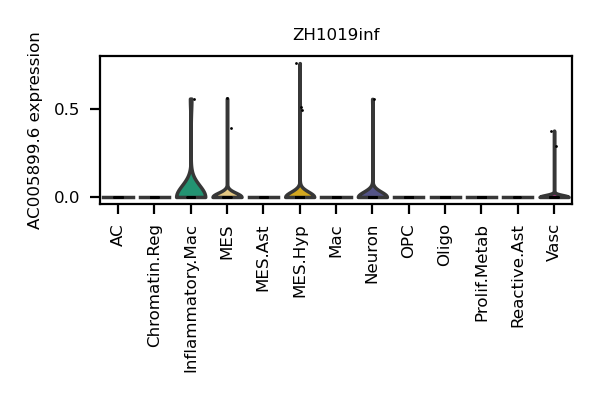 ZH1019inf
AC005899.6 expression
0.5
0.0
AC
Chromatin.Reg
Inflammatory.Mac
MES
MES.Ast
MES.Hyp
Mac
Neuron
OPC
Oligo
Prolif.Metab
Reactive.Ast
Vasc